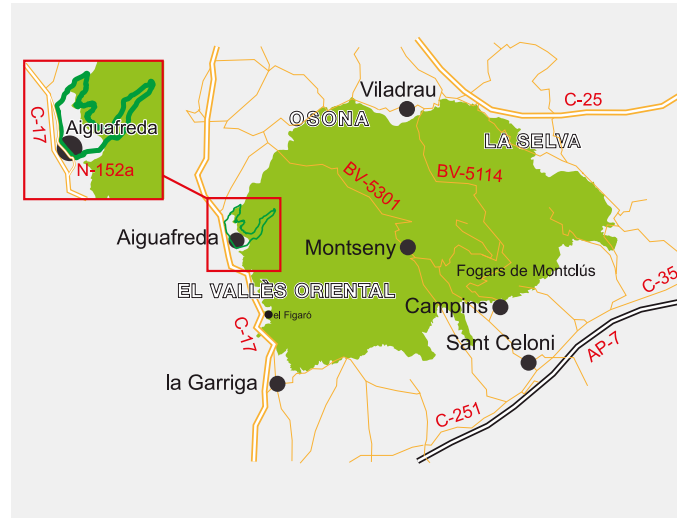 Viladrau
C-25
OSONA
LA SELVA
C-17
Aiguafreda
N-152a
BV-5301
BV-5114
Aiguafreda
Montseny
Fogars de Montclús
C-35
EL VALLÈS ORIENTAL
Campins
el Figaró
C-17
Sant Celoni
AP-7
la Garriga
C-251